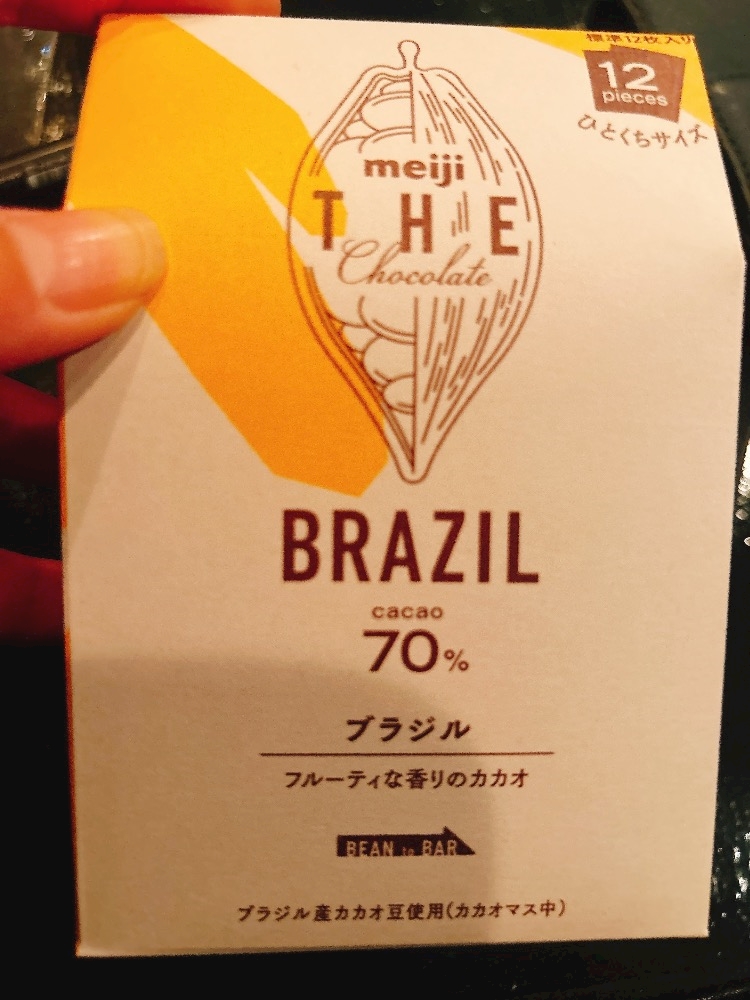 標準12枚入り
12
pieces
ひとくちサイズ
meiji
THE
Chocolate
BRAZIL
cacao
70%
ブラジル
フルーティな香りのカカオ
BEAN to BAR
ブラジル産カカオ豆使用(カカオマス中)